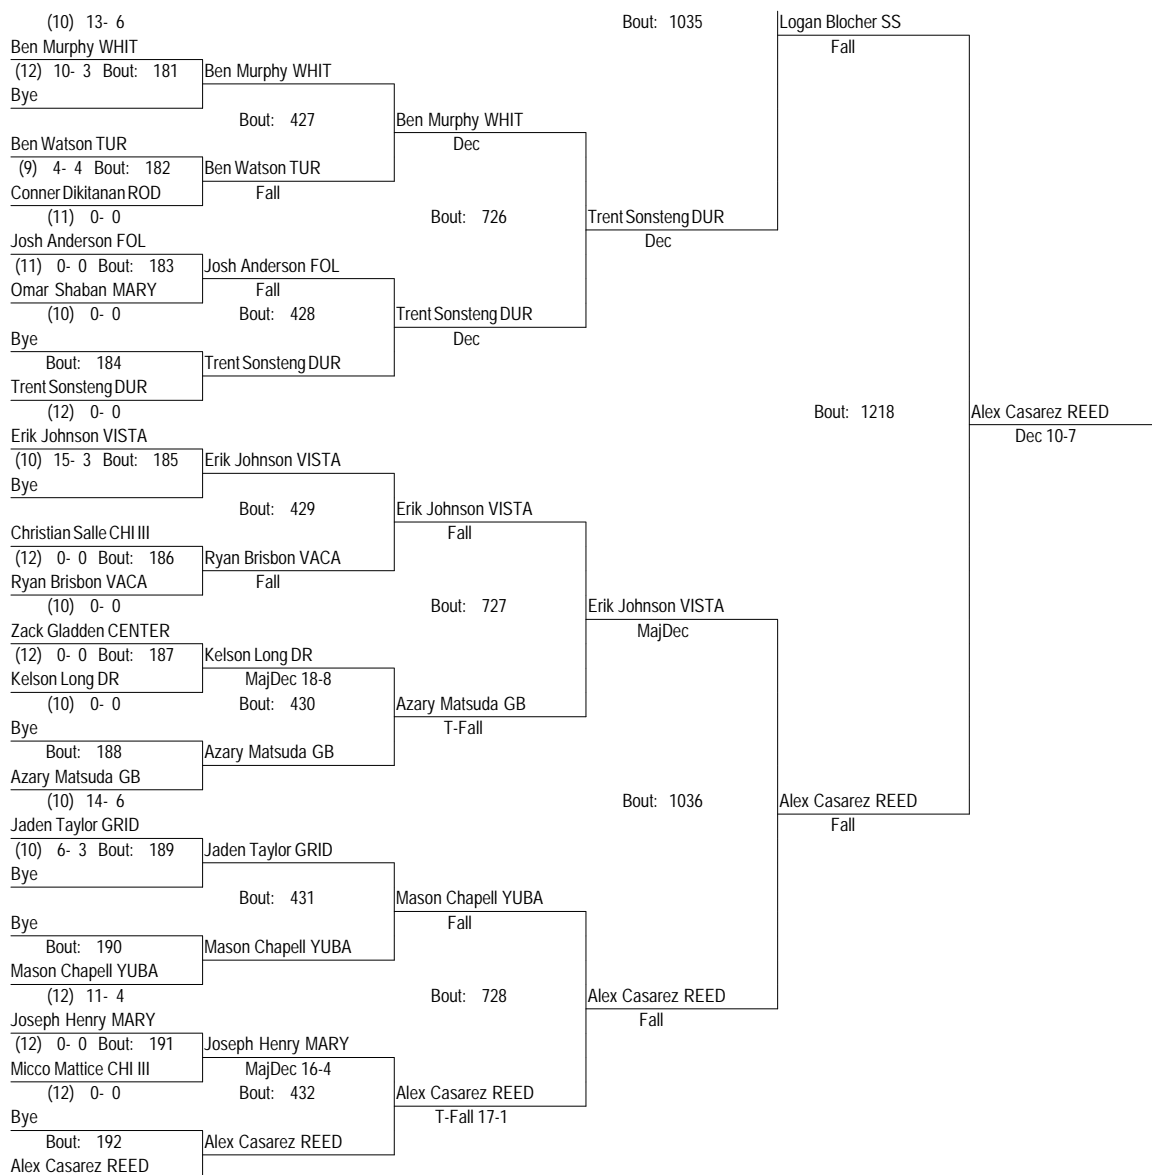 (10) 13- 6
Bout: 1035
Logan Blocher SS
Fall
Ben Murphy WHIT
(12) 10- 3 Bout: 181
Ben Murphy WHIT
Bye
Bout: 427
Ben Murphy WHIT
Dec
Ben Watson TUR
(9) 4- 4 Bout: 182
Ben Watson TUR
Fall
Conner Dikitanan ROD
(11) 0- 0
Bout: 726
Trent Sonsteng DUR
Dec
Josh Anderson FOL
(11) 0- 0 Bout: 183
Josh Anderson FOL
Fall
Omar Shaban MARY
(10) 0- 0
Bout: 428
Trent Sonsteng DUR
Dec
Bye
Bout: 184
Trent Sonsteng DUR
Trent Sonsteng DUR
(12) 0- 0
Bout: 1218
Alex Casarez REED
Dec 10-7
Erik Johnson VISTA
(10) 15- 3 Bout: 185
Erik Johnson VISTA
Bye
Bout: 429
Erik Johnson VISTA
Fall
Christian Salle CHI III
(12) 0- 0 Bout: 186
Ryan Brisbon VACA
Fall
Ryan Brisbon VACA
(10) 0- 0
Bout: 727
Erik Johnson VISTA
MajDec
Zack Gladden CENTER
(12) 0- 0 Bout: 187
Kelson Long DR
MajDec 18-8
Kelson Long DR
(10) 0- 0
Bout: 430
Azary Matsuda GB
T-Fall
Bye
Bout: 188
Azary Matsuda GB
Azary Matsuda GB
(10) 14- 6
Bout: 1036
Alex Casarez REED
Fall
Jaden Taylor GRID
(10) 6- 3 Bout: 189
Jaden Taylor GRID
Bye
Bout: 431
Mason Chapell YUBA
Fall
Bye
Bout: 190
Mason Chapell YUBA
Mason Chapell YUBA
(12) 11- 4
Bout: 728
Alex Casarez REED
Fall
Joseph Henry MARY
(12) 0- 0 Bout: 191
Joseph Henry MARY
MajDec 16-4
Micco Mattice CHI III
(12) 0- 0
Bout: 432
Alex Casarez REED
T-Fall 17-1
Bye
Bout: 192
Alex Casarez REED
Alex Casarez REED